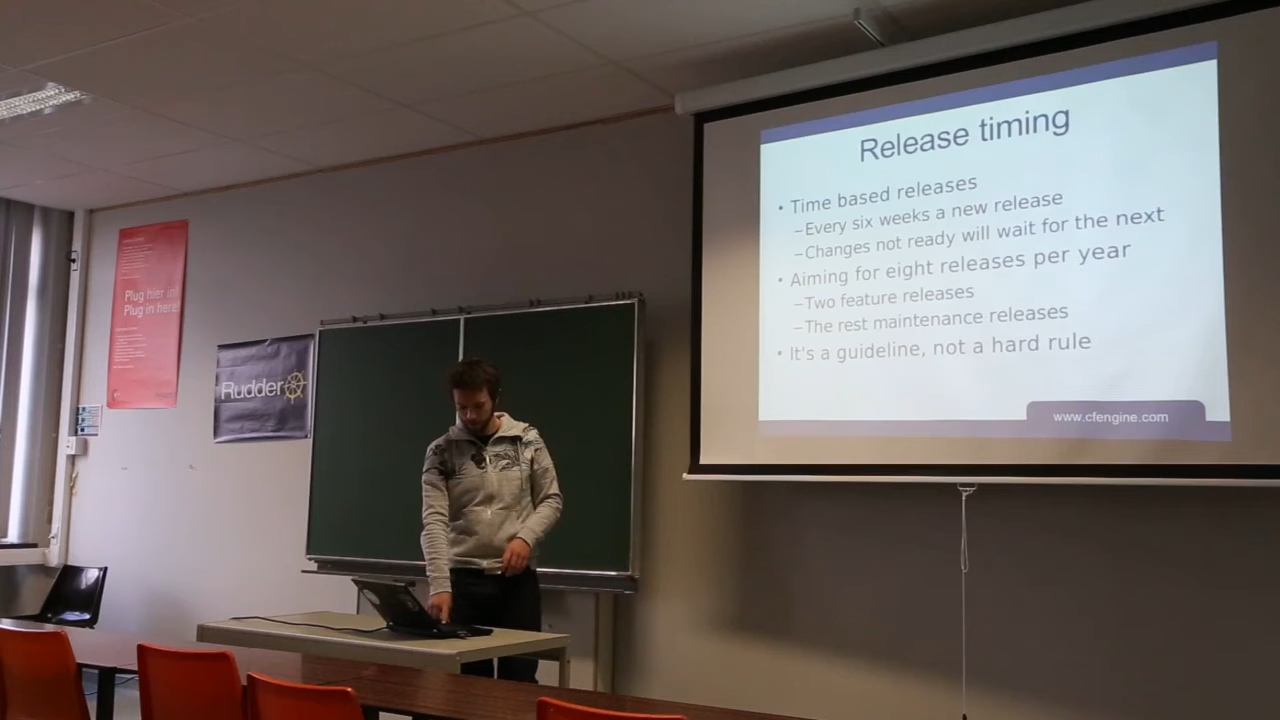 Release timing
• Time based releases
–Every six weeks a new release
–Changes not ready will wait for the next
• Aiming for eight releases per year
–Two feature releases
–The rest maintenance releases
• It's a guideline, not a hard rule
www.cfengine.com
Plug hier in!
Plug in here!
Rudder